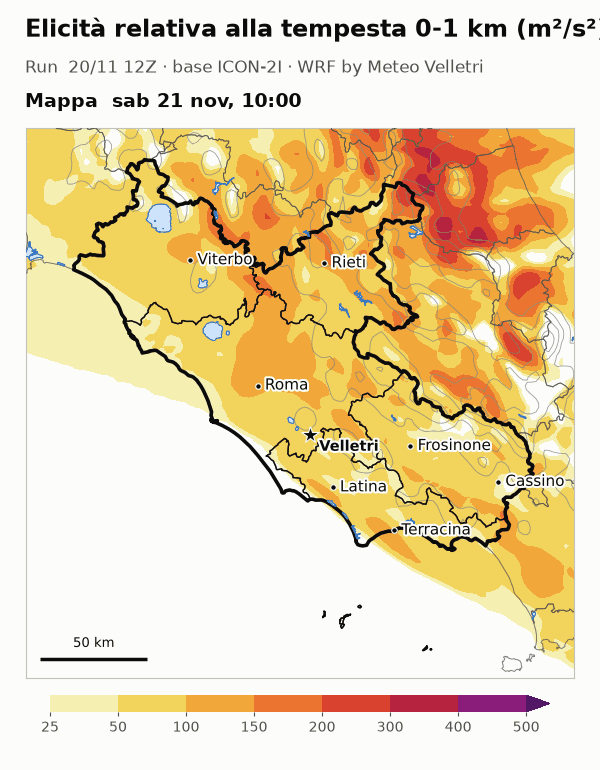 Elicità relativa alla tempesta 0-1 km (m²/s²)
Run  20/11 12Z · base ICON-2I · WRF by Meteo Velletri
Mappa  sab 21 nov, 10:00
Viterbo
Rieti
Roma
Velletri
Frosinone
Cassino
Latina
Terracina
50 km
25 50 100 150 200 300 400 500